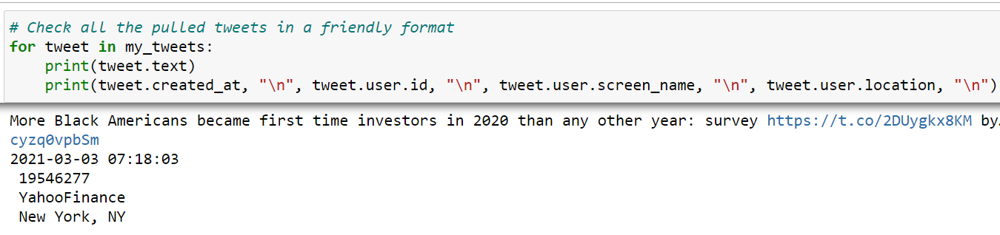 # Check all the pulled tweets in a friendly format
for tweet in my_tweets:
    print(tweet.text)
    print(tweet.created_at, "\n", tweet.user.id, "\n", tweet.user.screen_name, "\n", tweet.user.location, "\n")
More Black Americans became first time investors in 2020 than any other year: survey https://t.co/2DUygkx8KM by
cyzq0vpbSm
2021-03-03 07:18:03
 19546277
 YahooFinance
 New York, NY